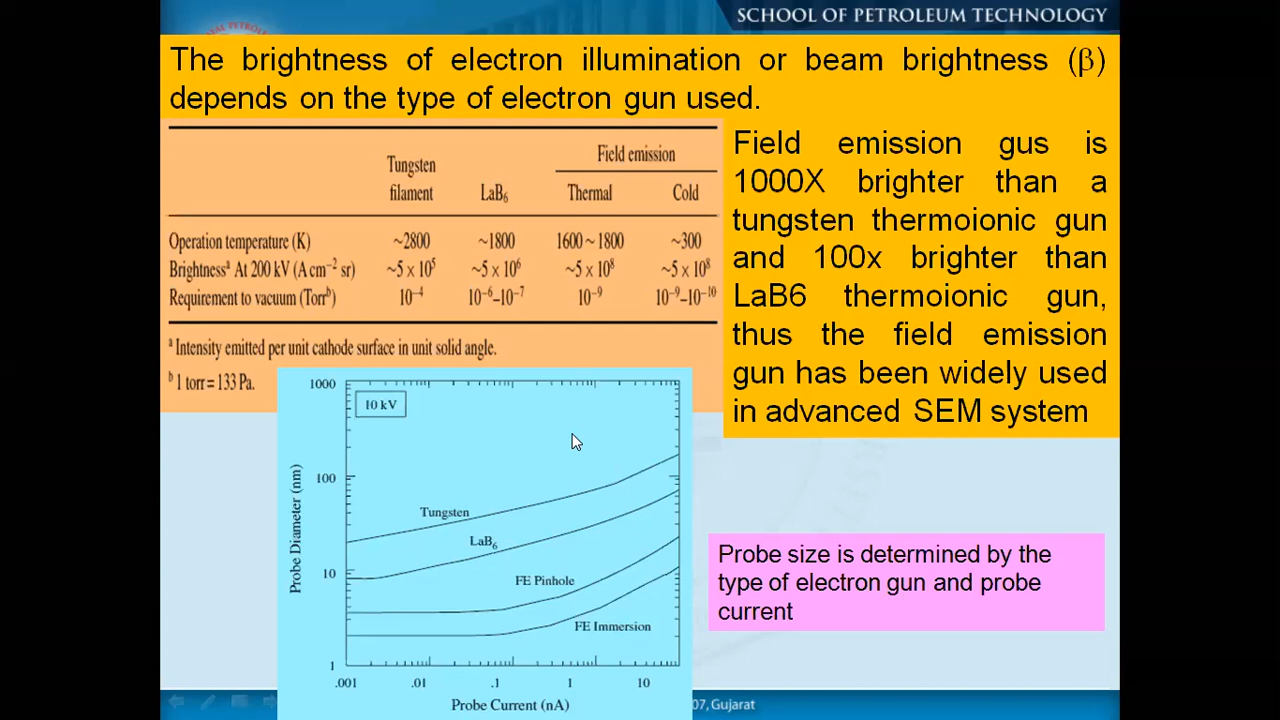 SCHOOL OF PETROLEUM TECHNOLOGY
The brightness of electron illumination or beam brightness (β)
depends on the type of electron gun used.
Tungsten filament LaB₆ Field emission
Thermal Cold
Operation temperature (K) ~2800 ~1800 1600 ~ 1800 ~300
Brightnessᵃ At 200 kV (A cm⁻² sr) ~5 x 10⁵ ~5 x 10⁶ ~5 x 10⁸ ~5 x 10⁸
Requirement to vacuum (Torrᵇ) 10⁻⁴ 10⁻⁶–10⁻⁷ 10⁻⁹ 10⁻⁹–10⁻¹⁰
ᵃ Intensity emitted per unit cathode surface in unit solid angle.
ᵇ 1 torr = 133 Pa.
Field emission gus is
1000X brighter than a
tungsten thermoionic gun
and 100x brighter than
LaB6 thermoionic gun,
thus the field emission
gun has been widely used
in advanced SEM system
10 kV
Probe Diameter (nm)
1000
100
10
1
Tungsten
LaB₆
FE Pinhole
FE Immersion
.001 .01 .1 1 10
Probe Current (nA)
Probe size is determined by the
type of electron gun and probe
current
07, Gujarat